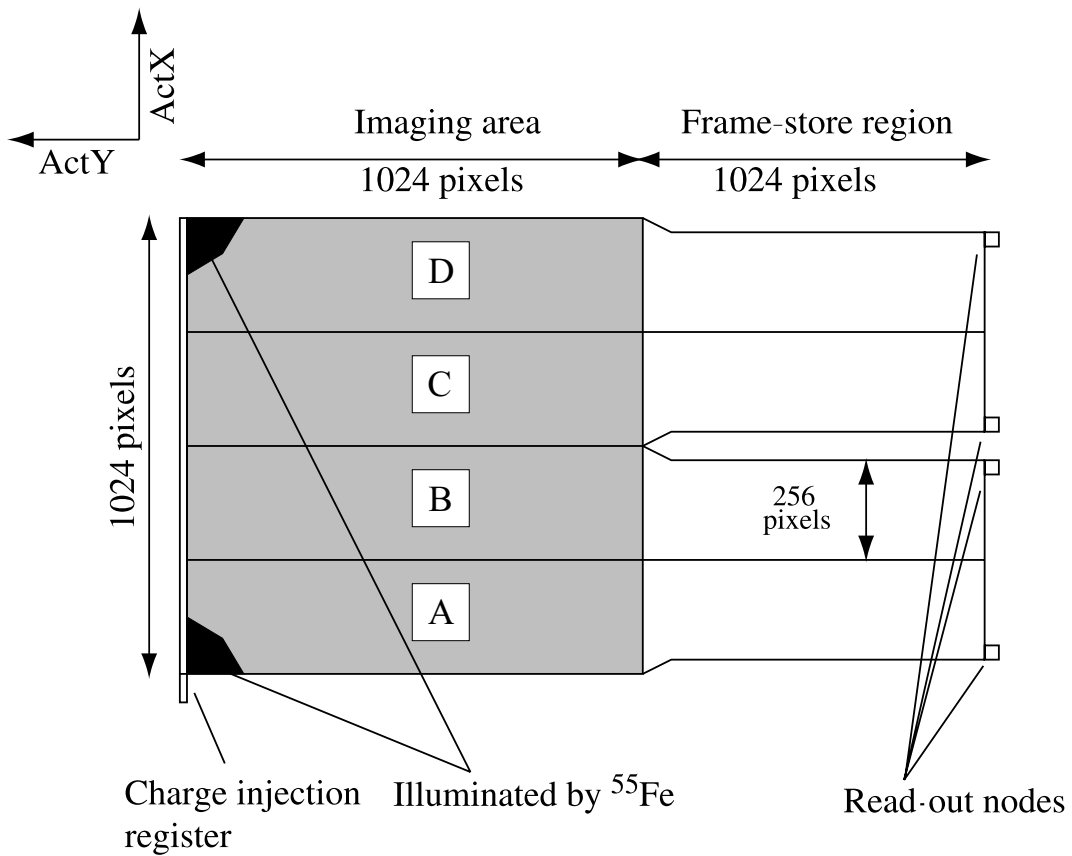 ActX
ActY
Imaging area
Frame-store region
1024 pixels
1024 pixels
1024 pixels
D
C
B
A
256
pixels
Charge injection
register
Illuminated by ⁵⁵Fe
Read-out nodes